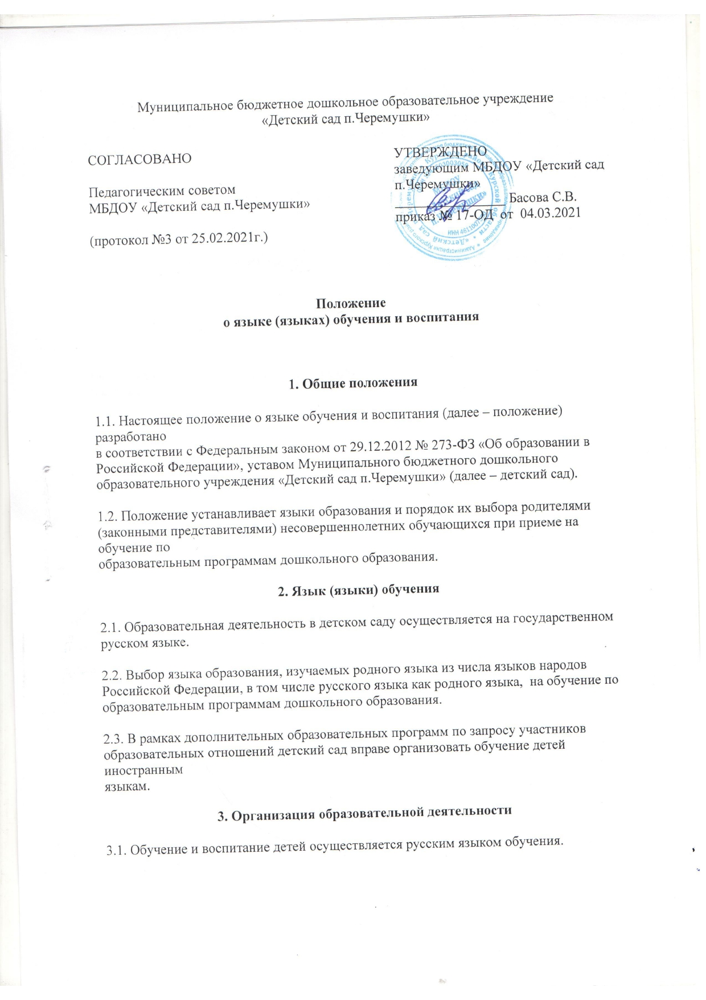 Муниципальное бюджетное дошкольное образовательное учреждение
«Детский сад п.Черемушки»
СОГЛАСОВАНО
Педагогическим советом
МБДОУ «Детский сад п.Черемушки»
(протокол №3 от 25.02.2021г.)
УТВЕРЖДЕНО
заведующим МБДОУ «Детский сад
п.Черемушки»
Басова С.В.
приказ № 17-ОД от 04.03.2021
Положение
о языке (языках) обучения и воспитания
1. Общие положения
1.1. Настоящее положение о языке обучения и воспитания (далее – положение)
разработано
в соответствии с Федеральным законом от 29.12.2012 № 273-ФЗ «Об образовании в
Российской Федерации», уставом Муниципального бюджетного дошкольного
образовательного учреждения «Детский сад п.Черемушки» (далее – детский сад).
1.2. Положение устанавливает языки образования и порядок их выбора родителями
(законными представителями) несовершеннолетних обучающихся при приеме на
обучение по
образовательным программам дошкольного образования.
2. Язык (языки) обучения
2.1. Образовательная деятельность в детском саду осуществляется на государственном
русском языке.
2.2. Выбор языка образования, изучаемых родного языка из числа языков народов
Российской Федерации, в том числе русского языка как родного языка, на обучение по
образовательным программам дошкольного образования.
2.3. В рамках дополнительных образовательных программ по запросу участников
образовательных отношений детский сад вправе организовать обучение детей
иностранным
языкам.
3. Организация образовательной деятельности
3.1. Обучение и воспитание детей осуществляется русским языком обучения.